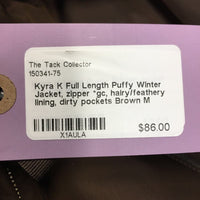 The Tack Collector
150341-75
Kyra K Full Length Puffy Winter
Jacket, zipper *gc, hairy/feathery
lining, dirty pockets Brown M
X1AULA
$86.00